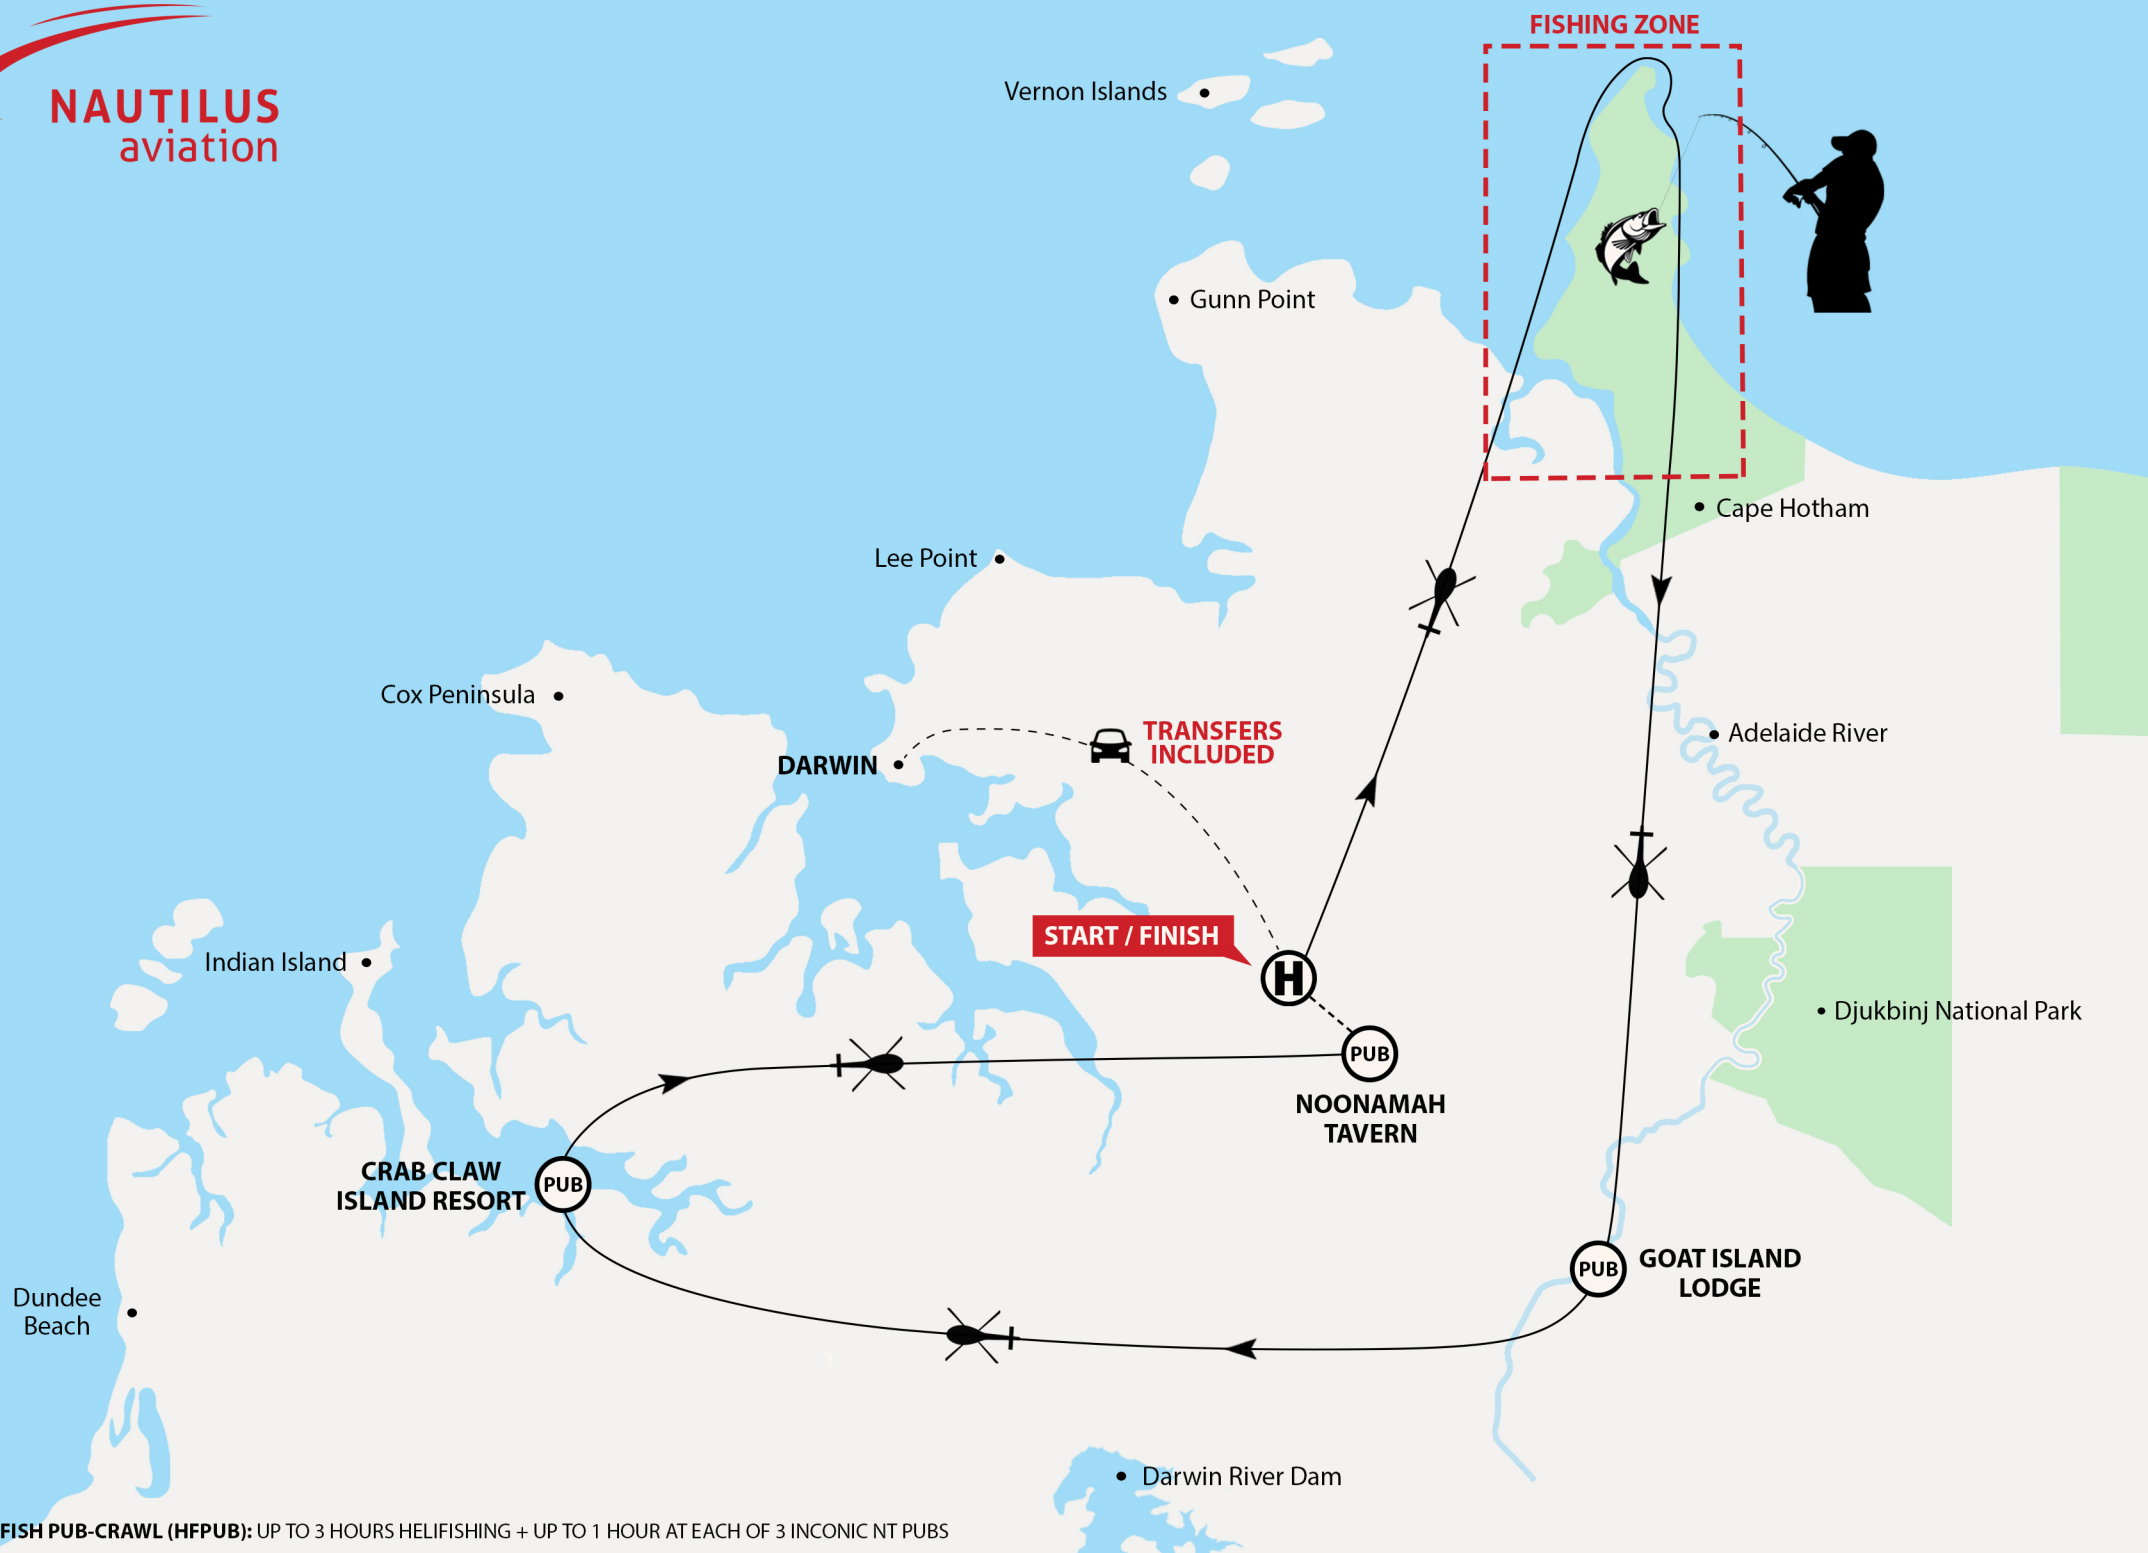 NAUTILUS
aviation
FISHING ZONE
Vernon Islands
Gunn Point
Cape Hotham
Lee Point
Cox Peninsula
DARWIN
TRANSFERS
INCLUDED
Adelaide River
START / FINISH
H
Indian Island
Djukbinj National Park
PUB
NOONAMAH
TAVERN
CRAB CLAW
ISLAND RESORT
PUB
PUB
GOAT ISLAND
LODGE
Dundee
Beach
Darwin River Dam
FISH PUB-CRAWL (HFPUB): UP TO 3 HOURS HELIFISHING + UP TO 1 HOUR AT EACH OF 3 INCONIC NT PUBS